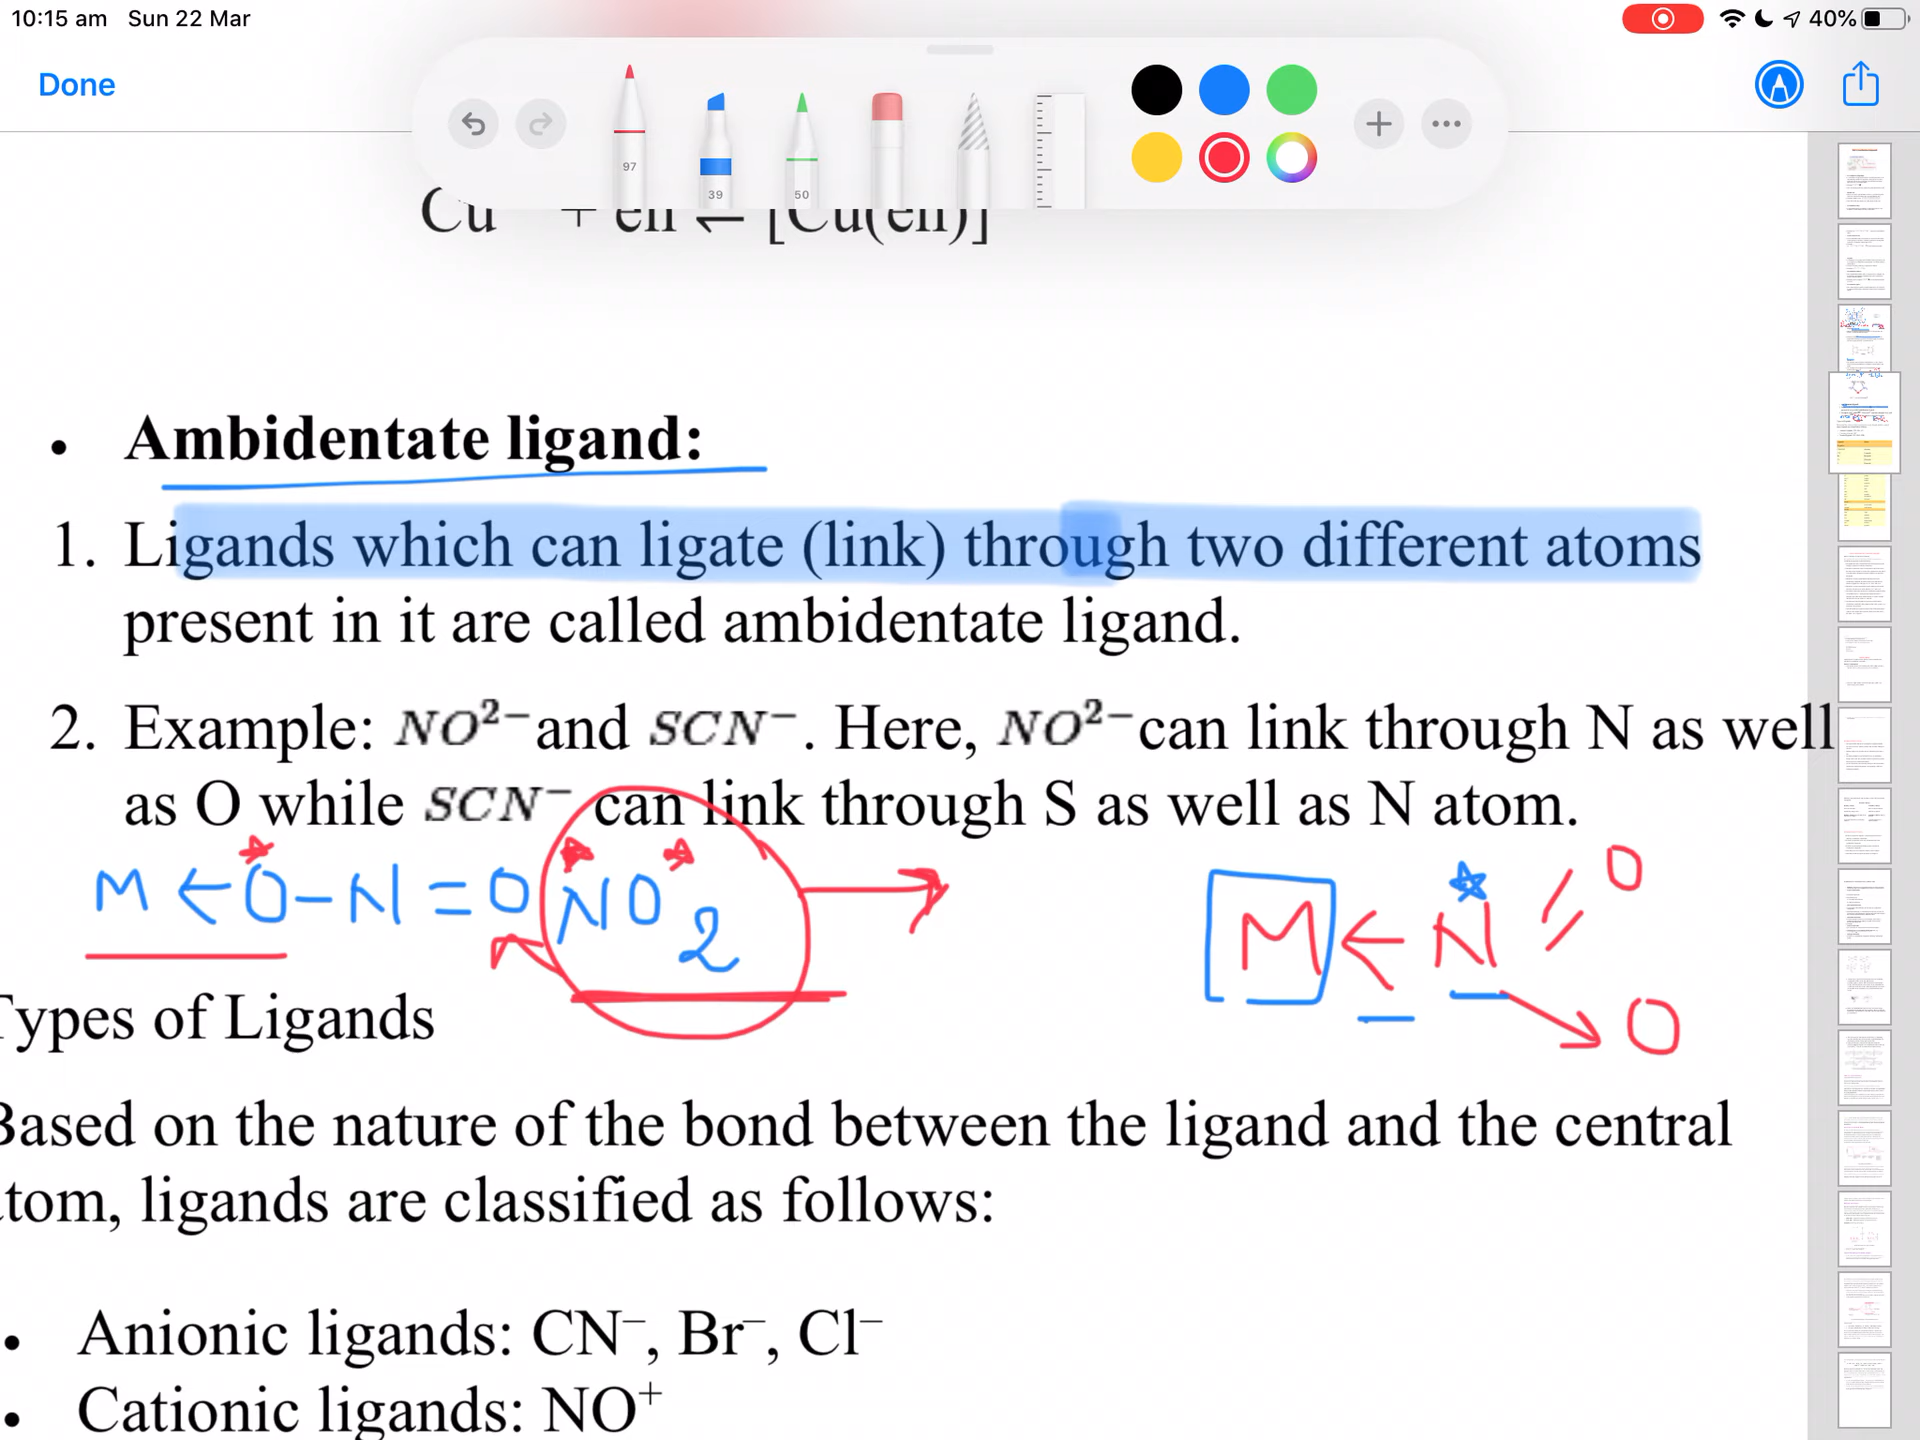 10:15 am Sun 22 Mar
40%
Done
97
39
50
Cu + en ⇌ [Cu(en)]
• Ambidentate ligand:
1. Ligands which can ligate (link) through two different atoms
present in it are called ambidentate ligand.
2. Example: NO²⁻ and SCN⁻. Here, NO²⁻ can link through N as well
as O while SCN⁻ can link through S as well as N atom.
M ← O – N = O NO₂ → M ← N O
O
Types of Ligands
Based on the nature of the bond between the ligand and the central
tom, ligands are classified as follows:
• Anionic ligands: CN⁻, Br⁻, Cl⁻
• Cationic ligands: NO⁺